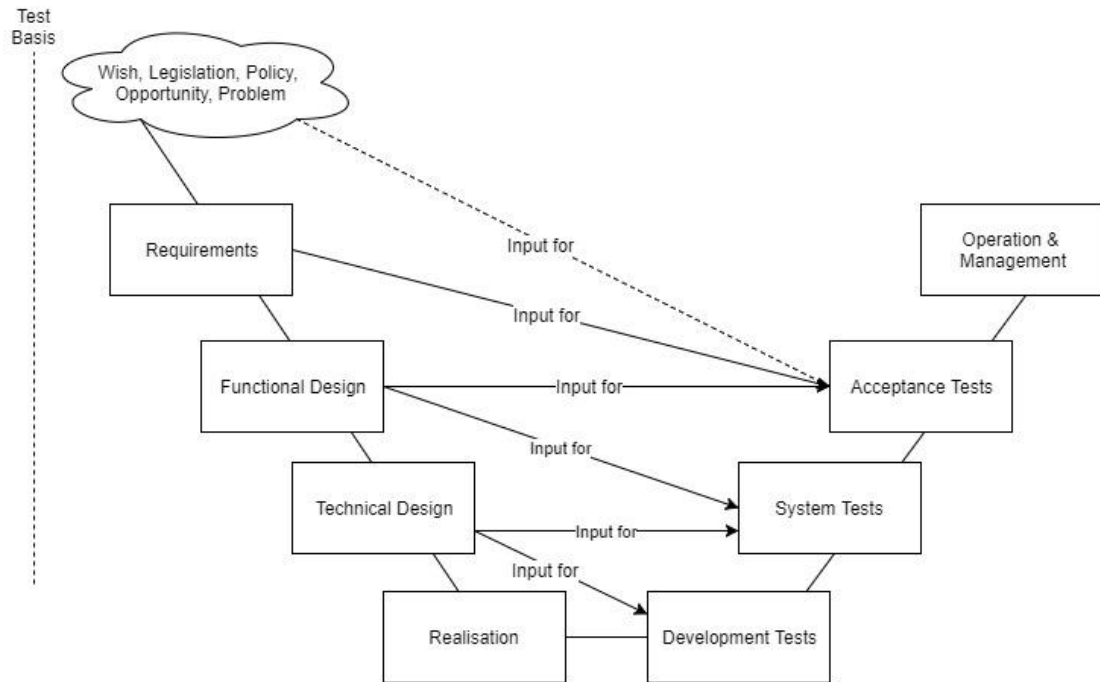 Test
Basis
Wish, Legislation, Policy,
Opportunity, Problem
Input for
Requirements
Operation &
Management
Input for
Functional Design
Input for
Acceptance Tests
Input for
Technical Design
Input for
System Tests
Input for
Realisation
Development Tests